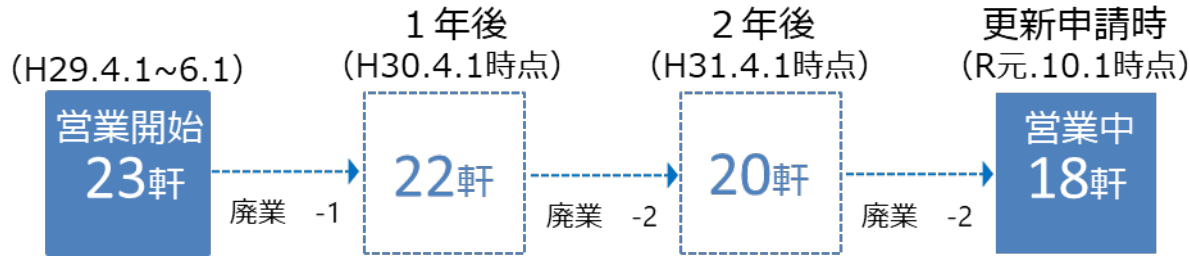 (H29.4.1~6.1)
営業開始
23軒
廃業 -1
１年後
(H30.4.1時点)
22軒
廃業 -2
２年後
(H31.4.1時点)
20軒
廃業 -2
更新申請時
(R元.10.1時点)
営業中
18軒